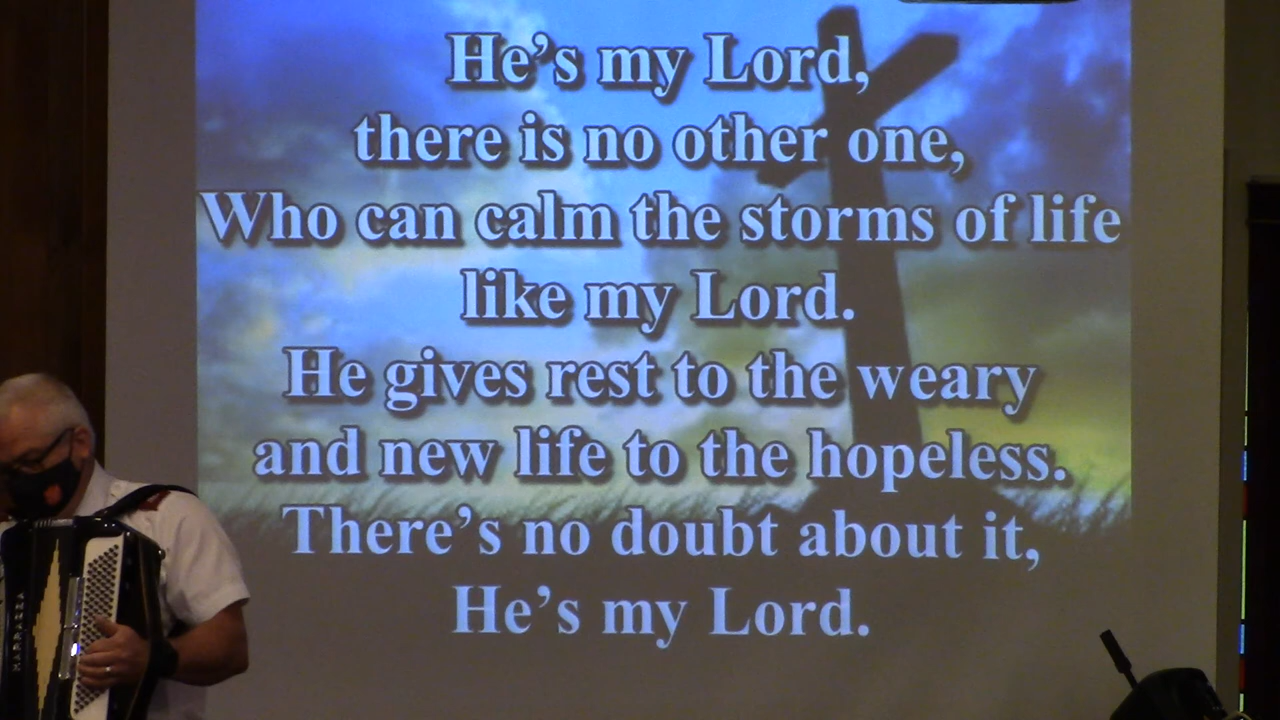 He’s my Lord,
there is no other one,
Who can calm the storms of life
like my Lord.
He gives rest to the weary
and new life to the hopeless.
There’s no doubt about it,
He’s my Lord.